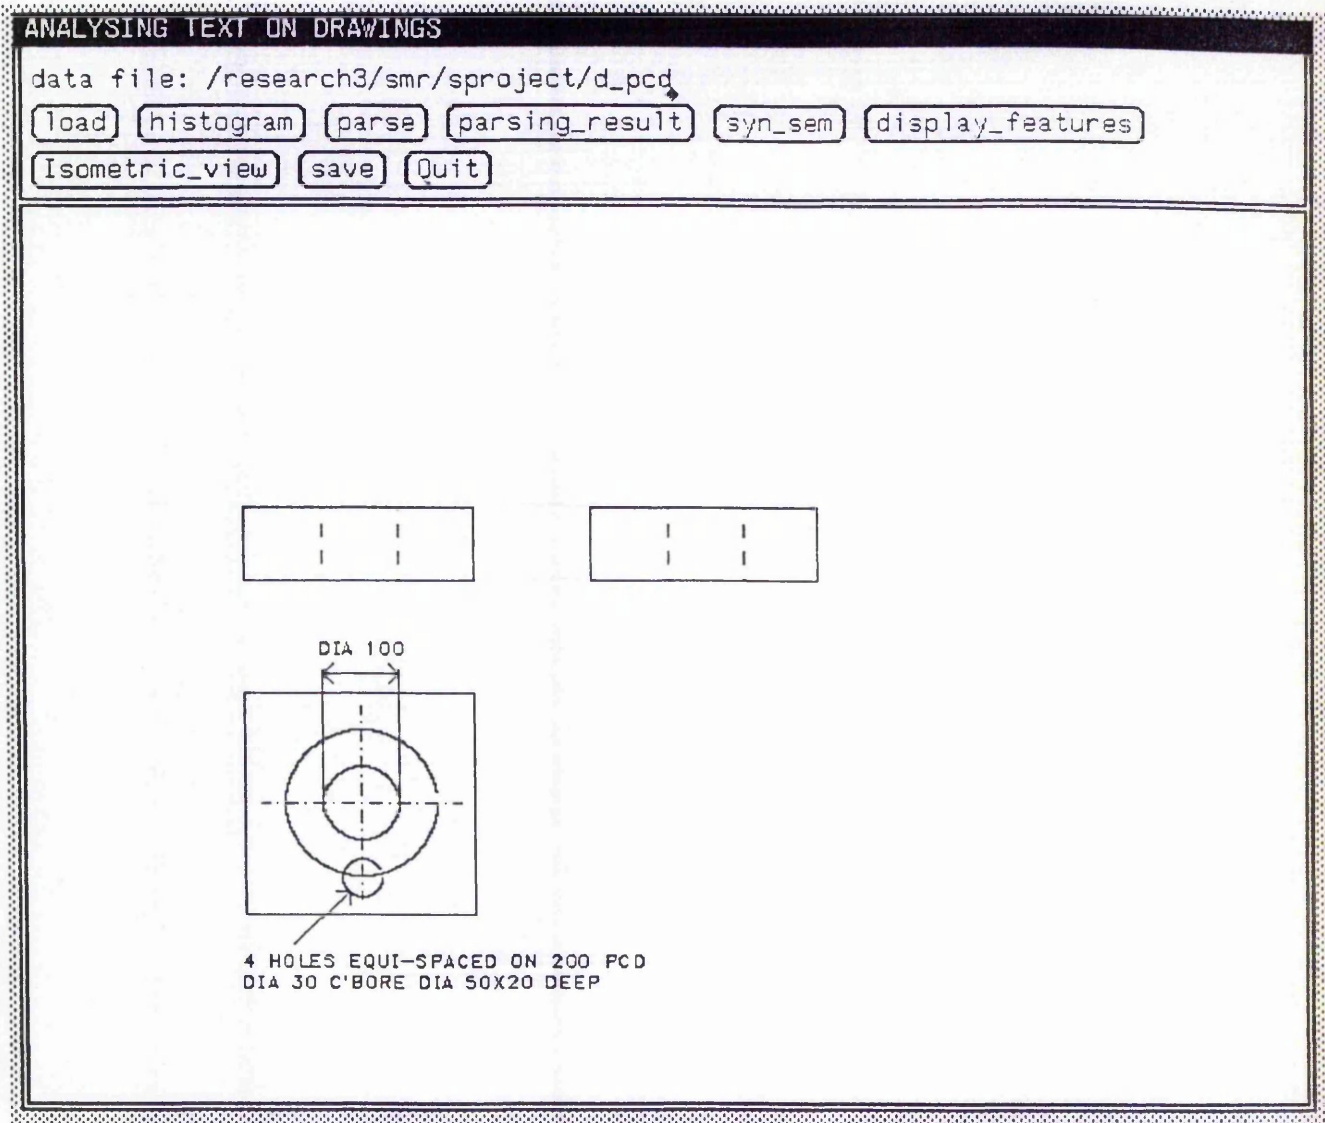 ANALYSING TEXT ON DRAWINGS
data file: /research3/smr/sproject/d_pcd
load histogram parse parsing_result syn_sem display_features
Isometric_view save Quit
DIA 100
4 HOLES EQUI-SPACED ON 200 PCD
DIA 30 C'BORE DIA 50X20 DEEP